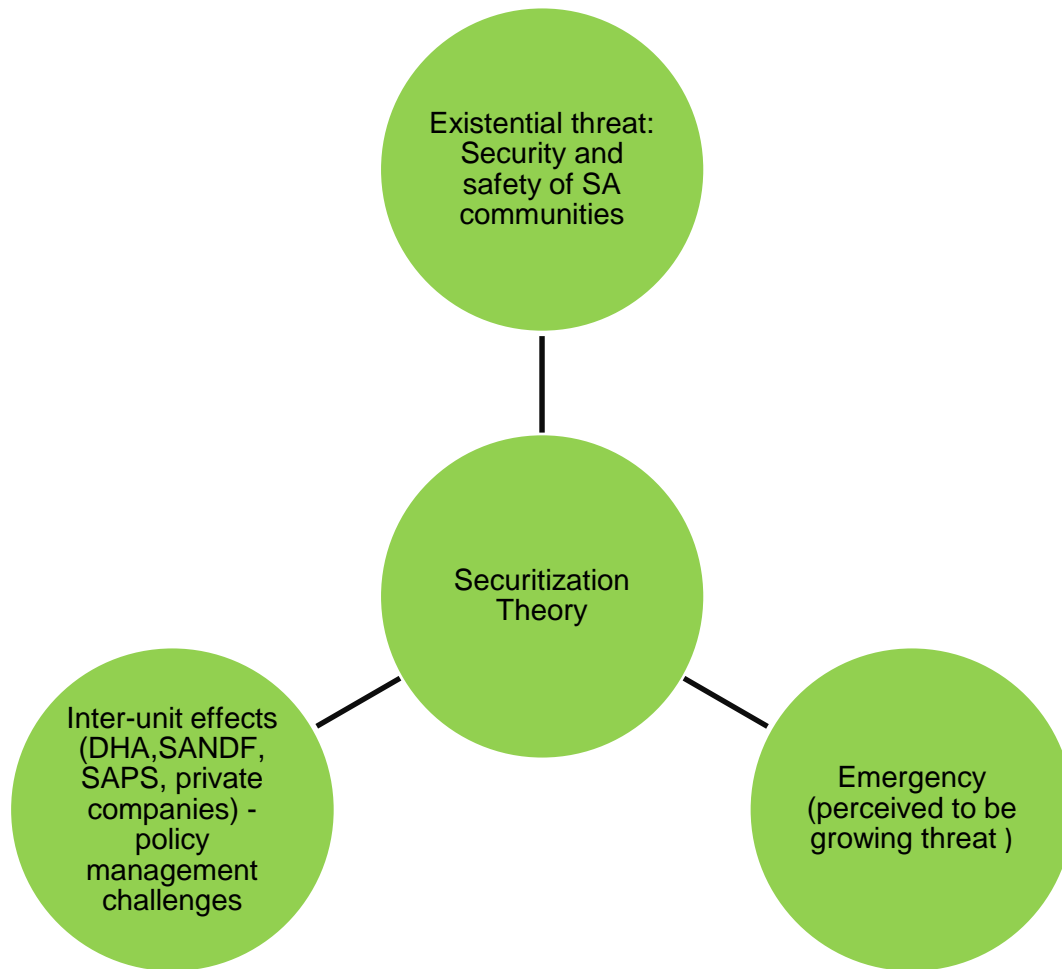 Existential threat:
Security and
safety of SA
communities
Securitization
Theory
Inter-unit effects
(DHA,SANDF,
SAPS, private
companies) -
policy
management
challenges
Emergency
(perceived to be
growing threat )